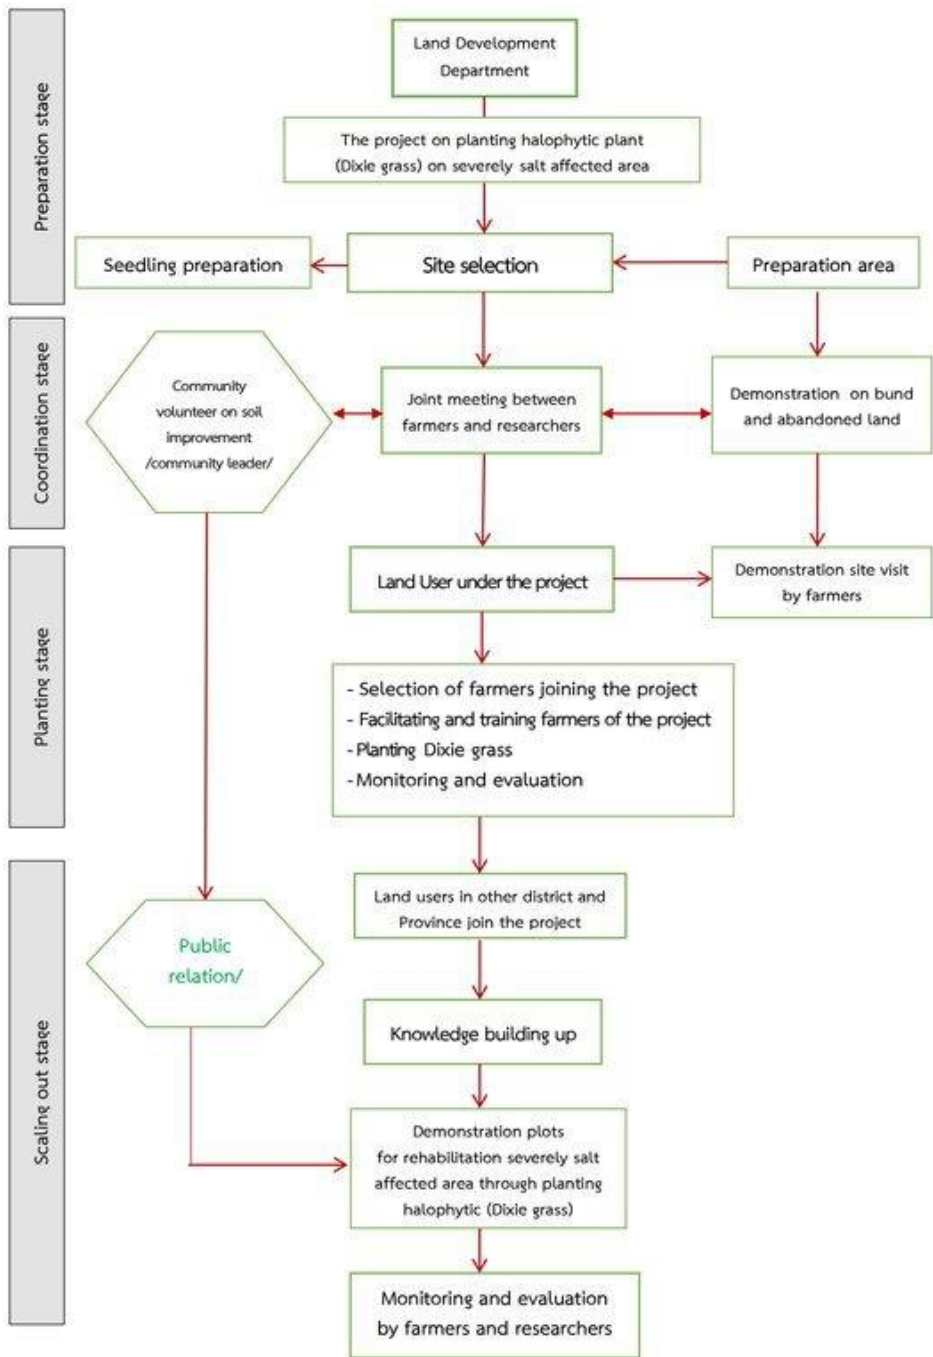 Preparation stage
Land Development
Department
The project on planting halophytic plant
(Dixie grass) on severely salt affected area
Seedling preparation
Site selection
Preparation area
Coordination stage
Community
volunteer on soil
improvement
/community leader/
Joint meeting between
farmers and researchers
Demonstration on bund
and abandoned land
Planting stage
Land User under the project
Demonstration site visit
by farmers
- Selection of farmers joining the project
- Facilitating and training farmers of the project
- Planting Dixie grass
- Monitoring and evaluation
Scaling out stage
Land users in other district and
Province join the project
Public
relation/
Knowledge building up
Demonstration plots
for rehabilitation severely salt
affected area through planting
halophytic (Dixie grass)
Monitoring and evaluation
by farmers and researchers